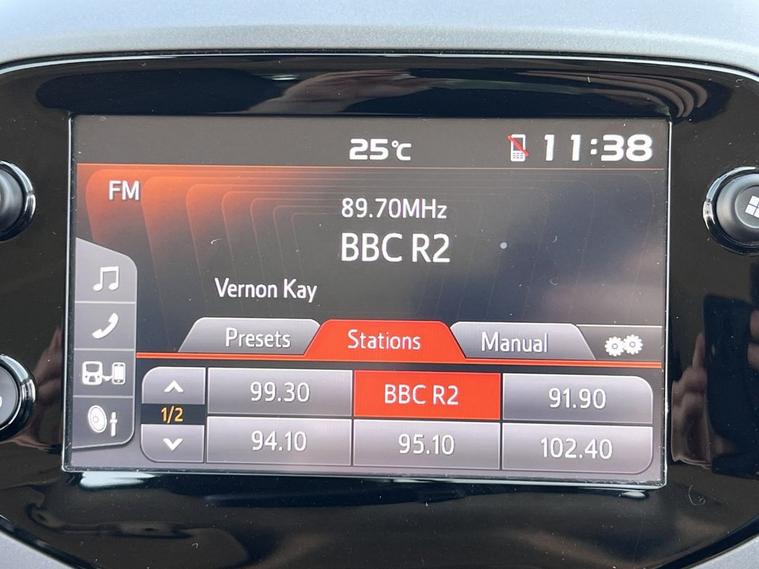 25°C 11:38
FM
89.70MHz
BBC R2
Vernon Kay
Presets Stations Manual
99.30 BBC R2 91.90
1/2
94.10 95.10 102.40